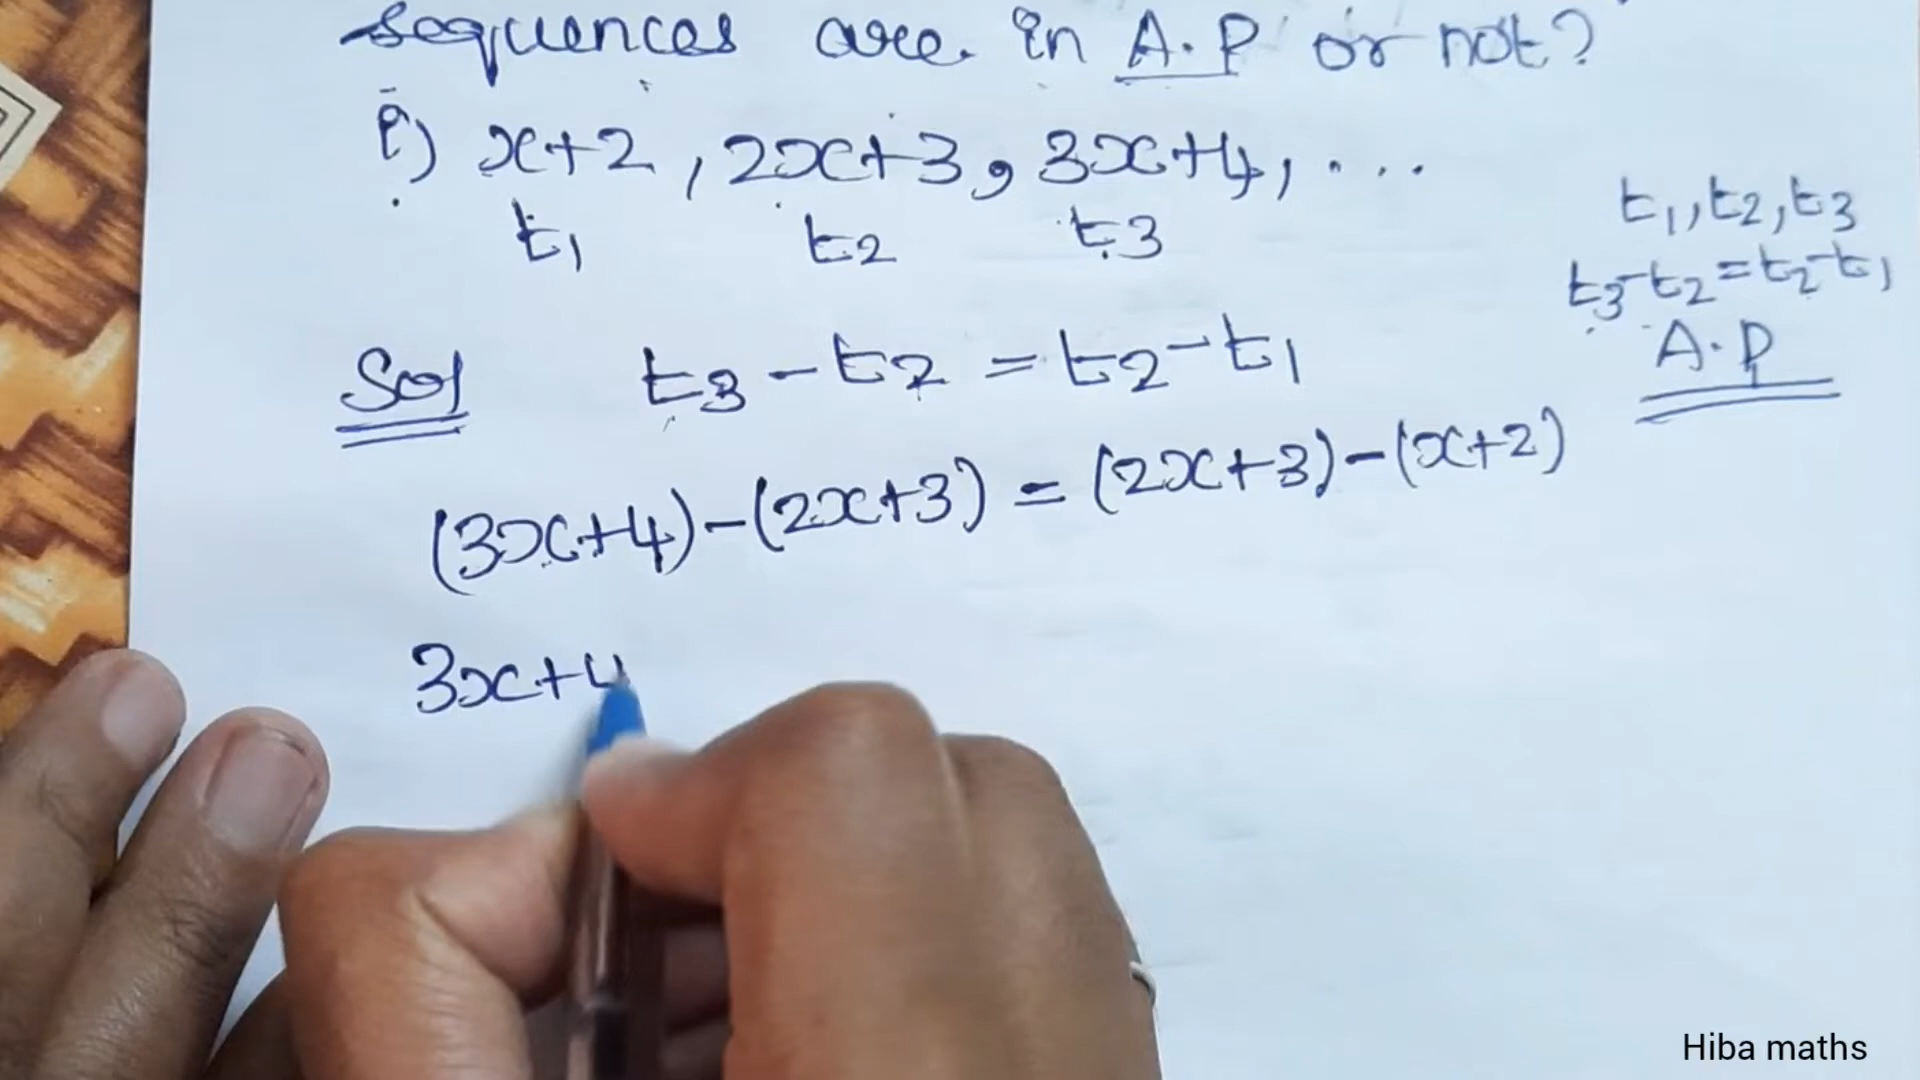 sequences are in A.P or not?
i) x+2, 2x+3, 3x+4, ...
t1 t2 t3
t1, t2, t3
t3-t2=t2-t1
A.P
Sol t3-t2=t2-t1
(3x+4)-(2x+3)=(2x+3)-(x+2)
3x+4
Hiba maths